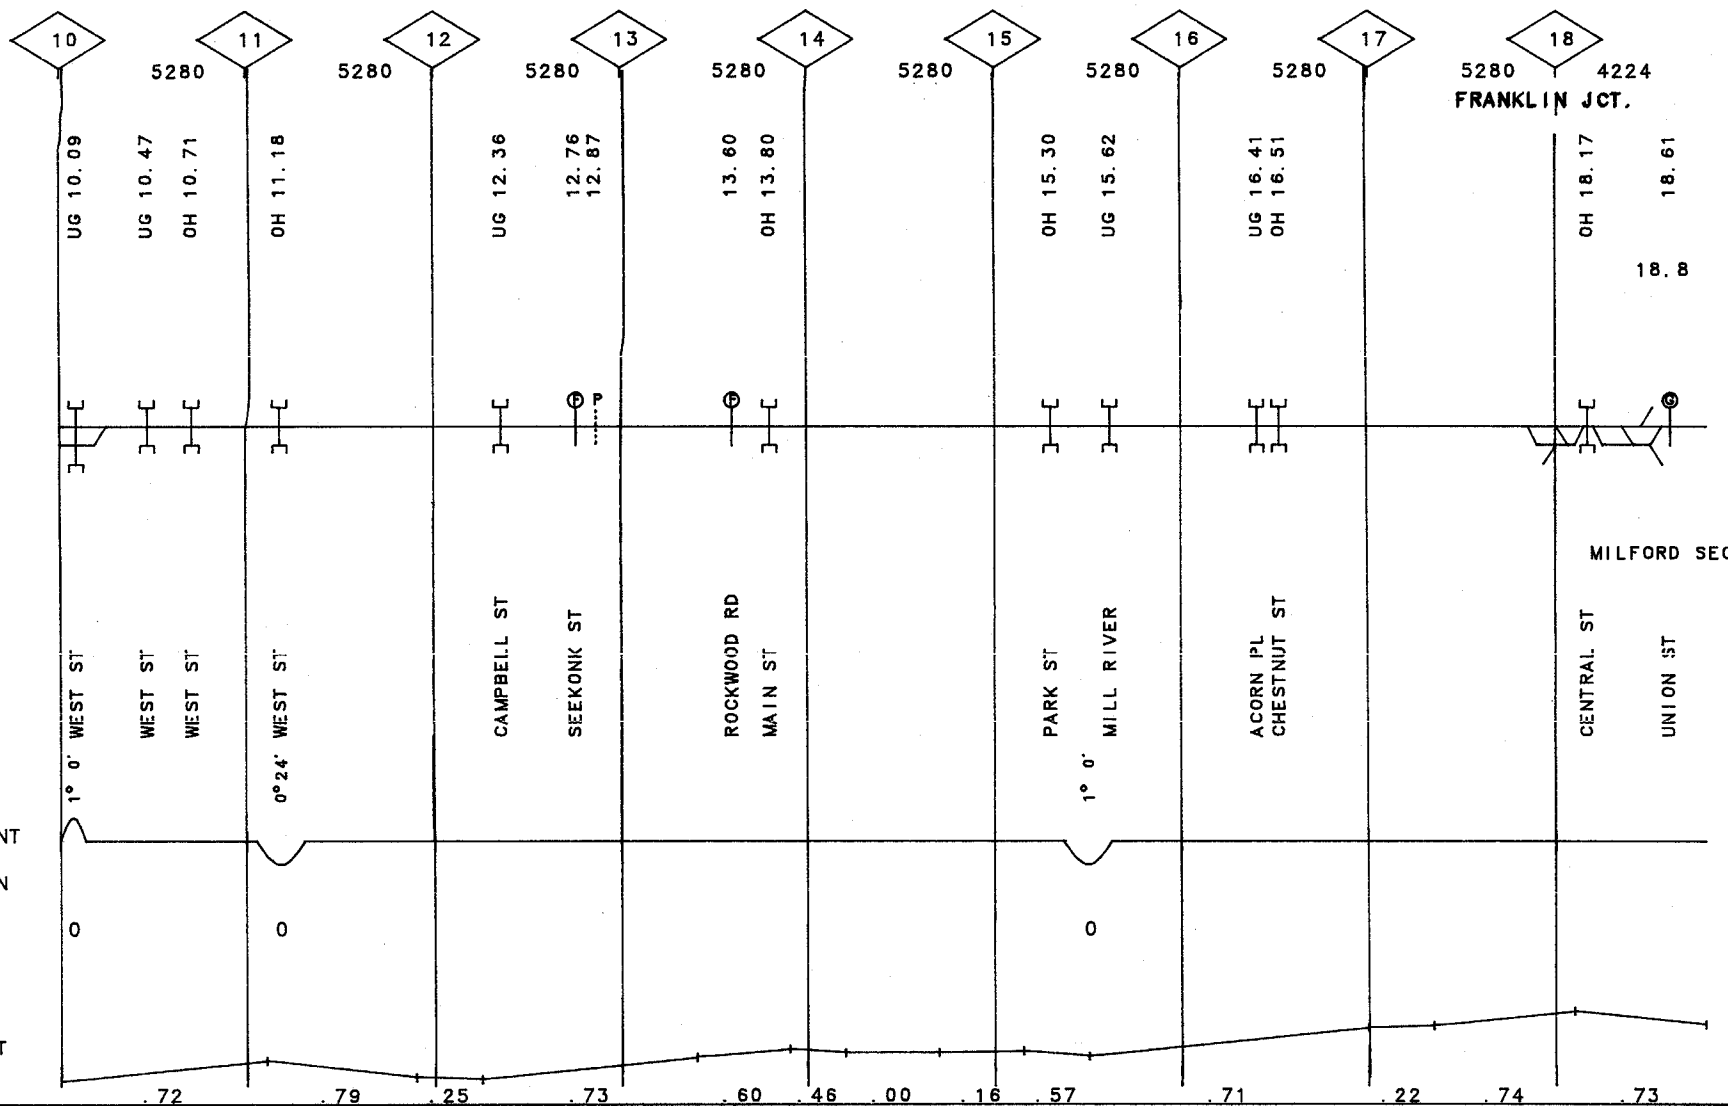 10 11 12 13 14 15 16 17 18
5280 5280 5280 5280 5280 5280 5280 5280 4224
FRANKLIN JCT.
UG 10.09
UG 10.47
OH 10.71
OH 11.18
UG 12.36
12.76
12.87
13.60
OH 13.80
OH 15.30
UG 15.62
UG 16.41
OH 16.51
OH 18.17
18.61
18.8
F P F G
MILFORD SEC
WEST ST
WEST ST
WEST ST
WEST ST
CAMPBELL ST
SEEKONK ST
ROCKWOOD RD
MAIN ST
PARK ST
MILL RIVER
ACORN PL
CHESTNUT ST
CENTRAL ST
UNION ST
1° 0'
0°24'
1° 0'
NT
N
0 0 0
T
.72 .79 .25 .73 .60 .46 .00 .16 .57 .71 .22 .74 .73